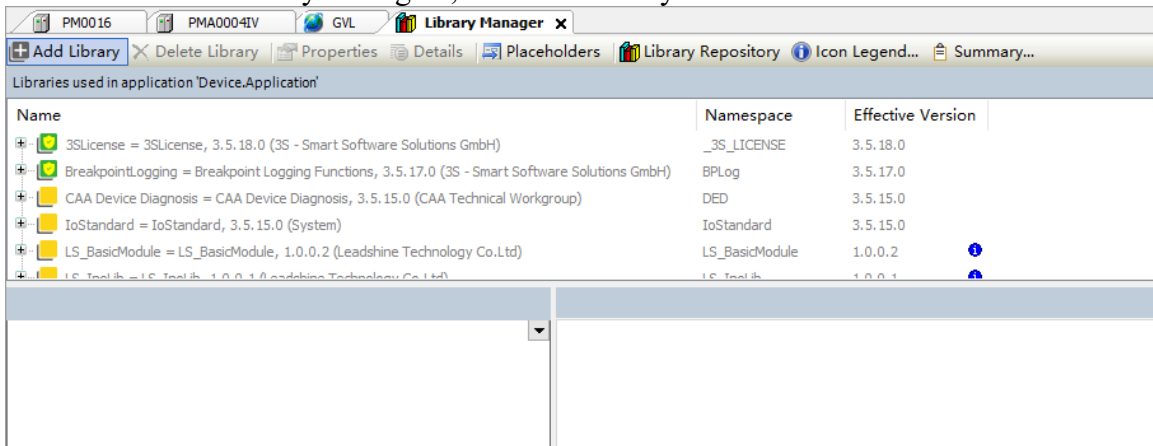 PM0016 PMA0004IV GVL Library Manager
Add Library Delete Library Properties Details Placeholders Library Repository Icon Legend... Summary...
Libraries used in application 'Device.Application'
Name Namespace Effective Version
3SLicense = 3SLicense, 3.5.18.0 (3S - Smart Software Solutions GmbH) _3S_LICENSE 3.5.18.0
BreakpointLogging = Breakpoint Logging Functions, 3.5.17.0 (3S - Smart Software Solutions GmbH) BPLog 3.5.17.0
CAA Device Diagnosis = CAA Device Diagnosis, 3.5.15.0 (CAA Technical Workgroup) DED 3.5.15.0
IoStandard = IoStandard, 3.5.15.0 (System) IoStandard 3.5.15.0
LS_BasicModule = LS_BasicModule, 1.0.0.2 (Leadshine Technology Co.Ltd) LS_BasicModule 1.0.0.2